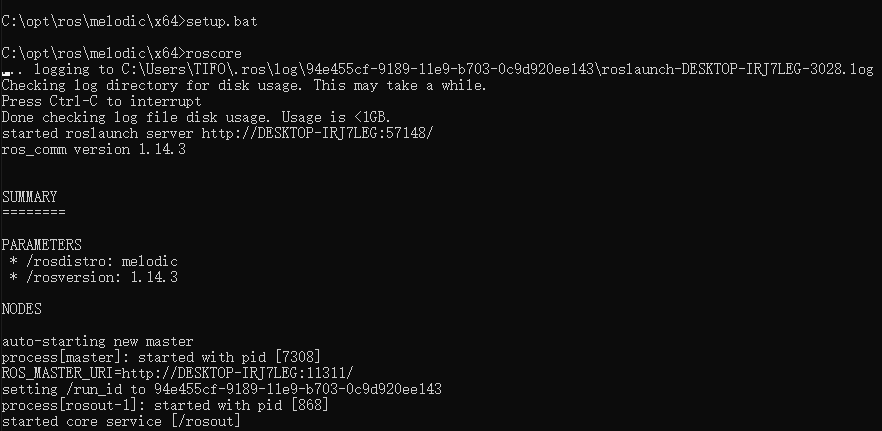 C:\opt\ros\melodic\x64>setup.bat
C:\opt\ros\melodic\x64>roscore
.. logging to C:\Users\TIFO\.ros\log\94e455cf-9189-11e9-b703-0c9d920ee143\roslaunch-DESKTOP-IRJ7LEG-3028.log
Checking log directory for disk usage. This may take a while.
Press Ctrl-C to interrupt
Done checking log file disk usage. Usage is <1GB.
started roslaunch server http://DESKTOP-IRJ7LEG:57148/
ros_comm version 1.14.3
SUMMARY
========
PARAMETERS
* /rosdistro: melodic
* /rosversion: 1.14.3
NODES
auto-starting new master
process[master]: started with pid [7308]
ROS_MASTER_URI=http://DESKTOP-IRJ7LEG:11311/
setting /run_id to 94e455cf-9189-11e9-b703-0c9d920ee143
process[rosout-1]: started with pid [868]
started core service [/rosout]